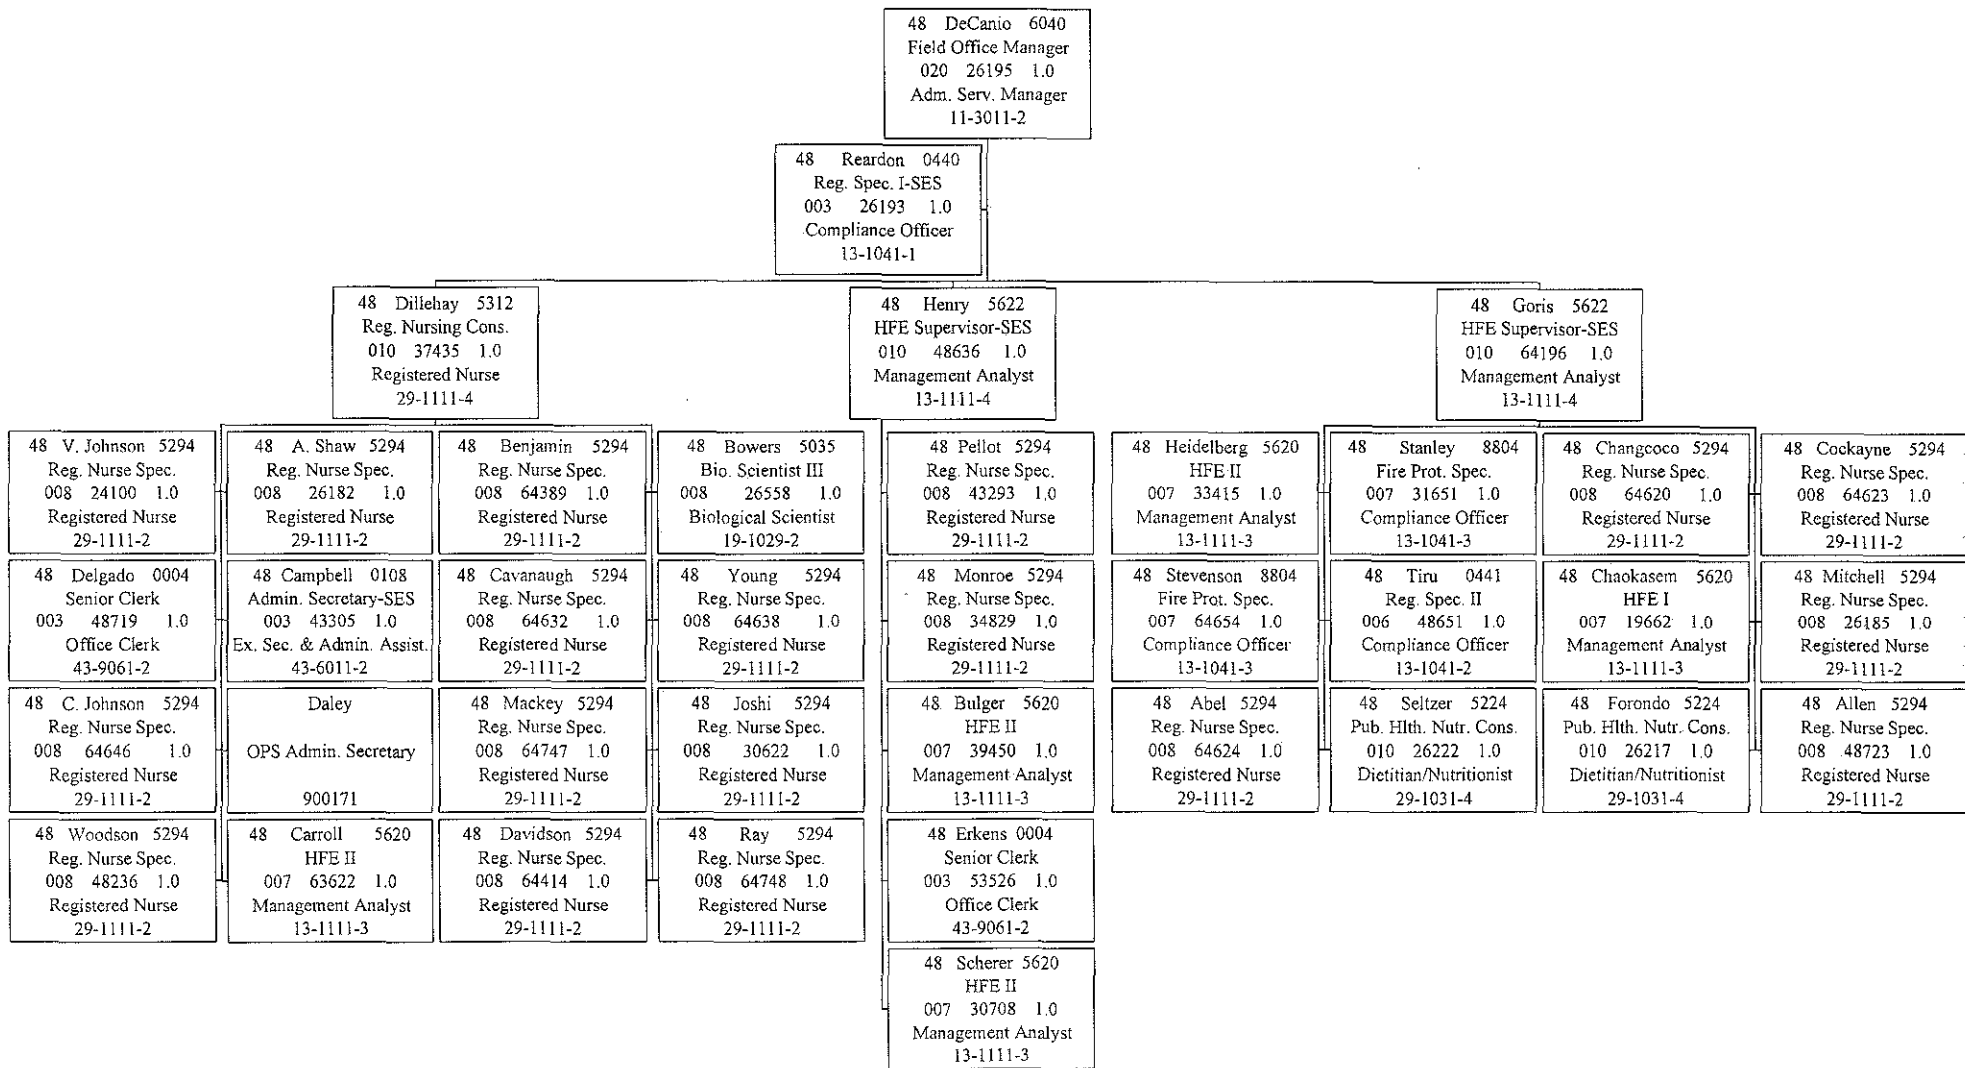 48 DeCanio 6040
Field Office Manager
020 26195 1.0
Adm. Serv. Manager
11-3011-2
48 Reardon 0440
Reg. Spec. I-SES
003 26193 1.0
Compliance Officer
13-1041-1
48 Dillehay 5312
Reg. Nursing Cons.
010 37435 1.0
Registered Nurse
29-1111-4
48 Henry 5622
HFE Supervisor-SES
010 48636 1.0
Management Analyst
13-1111-4
48 Goris 5622
HFE Supervisor-SES
010 64196 1.0
Management Analyst
13-1111-4
48 V. Johnson 5294
Reg. Nurse Spec.
008 24100 1.0
Registered Nurse
29-1111-2
48 A. Shaw 5294
Reg. Nurse Spec.
008 26182 1.0
Registered Nurse
29-1111-2
48 Benjamin 5294
Reg. Nurse Spec.
008 64389 1.0
Registered Nurse
29-1111-2
48 Bowers 5035
Bio. Scientist III
008 26558 1.0
Biological Scientist
19-1029-2
48 Pellot 5294
Reg. Nurse Spec.
008 43293 1.0
Registered Nurse
29-1111-2
48 Heidelberg 5620
HFE II
007 33415 1.0
Management Analyst
13-1111-3
48 Stanley 8804
Fire Prot. Spec.
007 31651 1.0
Compliance Officer
13-1041-3
48 Changcoco 5294
Reg. Nurse Spec.
008 64620 1.0
Registered Nurse
29-1111-2
48 Cockayne 5294
Reg. Nurse Spec.
008 64623 1.0
Registered Nurse
29-1111-2
48 Delgado 0004
Senior Clerk
003 48719 1.0
Office Clerk
43-9061-2
48 Campbell 0108
Admin. Secretary-SES
003 43305 1.0
Ex. Sec. & Admin. Assist.
43-6011-2
48 Cavanaugh 5294
Reg. Nurse Spec.
008 64632 1.0
Registered Nurse
29-1111-2
48 Young 5294
Reg. Nurse Spec.
008 64638 1.0
Registered Nurse
29-1111-2
48 Monroe 5294
Reg. Nurse Spec.
008 34829 1.0
Registered Nurse
29-1111-2
48 Stevenson 8804
Fire Prot. Spec.
007 64654 1.0
Compliance Officer
13-1041-3
48 Tiru 0441
Reg. Spec. II
006 48651 1.0
Compliance Officer
13-1041-2
48 Chaokasem 5620
HFE I
007 19662 1.0
Management Analyst
13-1111-3
48 Mitchell 5294
Reg. Nurse Spec.
008 26185 1.0
Registered Nurse
29-1111-2
48 C. Johnson 5294
Reg. Nurse Spec.
008 64646 1.0
Registered Nurse
29-1111-2
Daley
OPS Admin. Secretary
900171
48 Mackey 5294
Reg. Nurse Spec.
008 64747 1.0
Registered Nurse
29-1111-2
48 Joshi 5294
Reg. Nurse Spec.
008 30622 1.0
Registered Nurse
29-1111-2
48 Bulger 5620
HFE II
007 39450 1.0
Management Analyst
13-1111-3
48 Abel 5294
Reg. Nurse Spec.
008 64624 1.0
Registered Nurse
29-1111-2
48 Seltzer 5224
Pub. Hlth. Nutr. Cons.
010 26222 1.0
Dietitian/Nutritionist
29-1031-4
48 Forondo 5224
Pub. Hlth. Nutr. Cons.
010 26217 1.0
Dietitian/Nutritionist
29-1031-4
48 Allen 5294
Reg. Nurse Spec.
008 48723 1.0
Registered Nurse
29-1111-2
48 Woodson 5294
Reg. Nurse Spec.
008 48236 1.0
Registered Nurse
29-1111-2
48 Carroll 5620
HFE II
007 63622 1.0
Management Analyst
13-1111-3
48 Davidson 5294
Reg. Nurse Spec.
008 64414 1.0
Registered Nurse
29-1111-2
48 Ray 5294
Reg. Nurse Spec.
008 64748 1.0
Registered Nurse
29-1111-2
48 Erkens 0004
Senior Clerk
003 53526 1.0
Office Clerk
43-9061-2
48 Scherer 5620
HFE II
007 30708 1.0
Management Analyst
13-1111-3